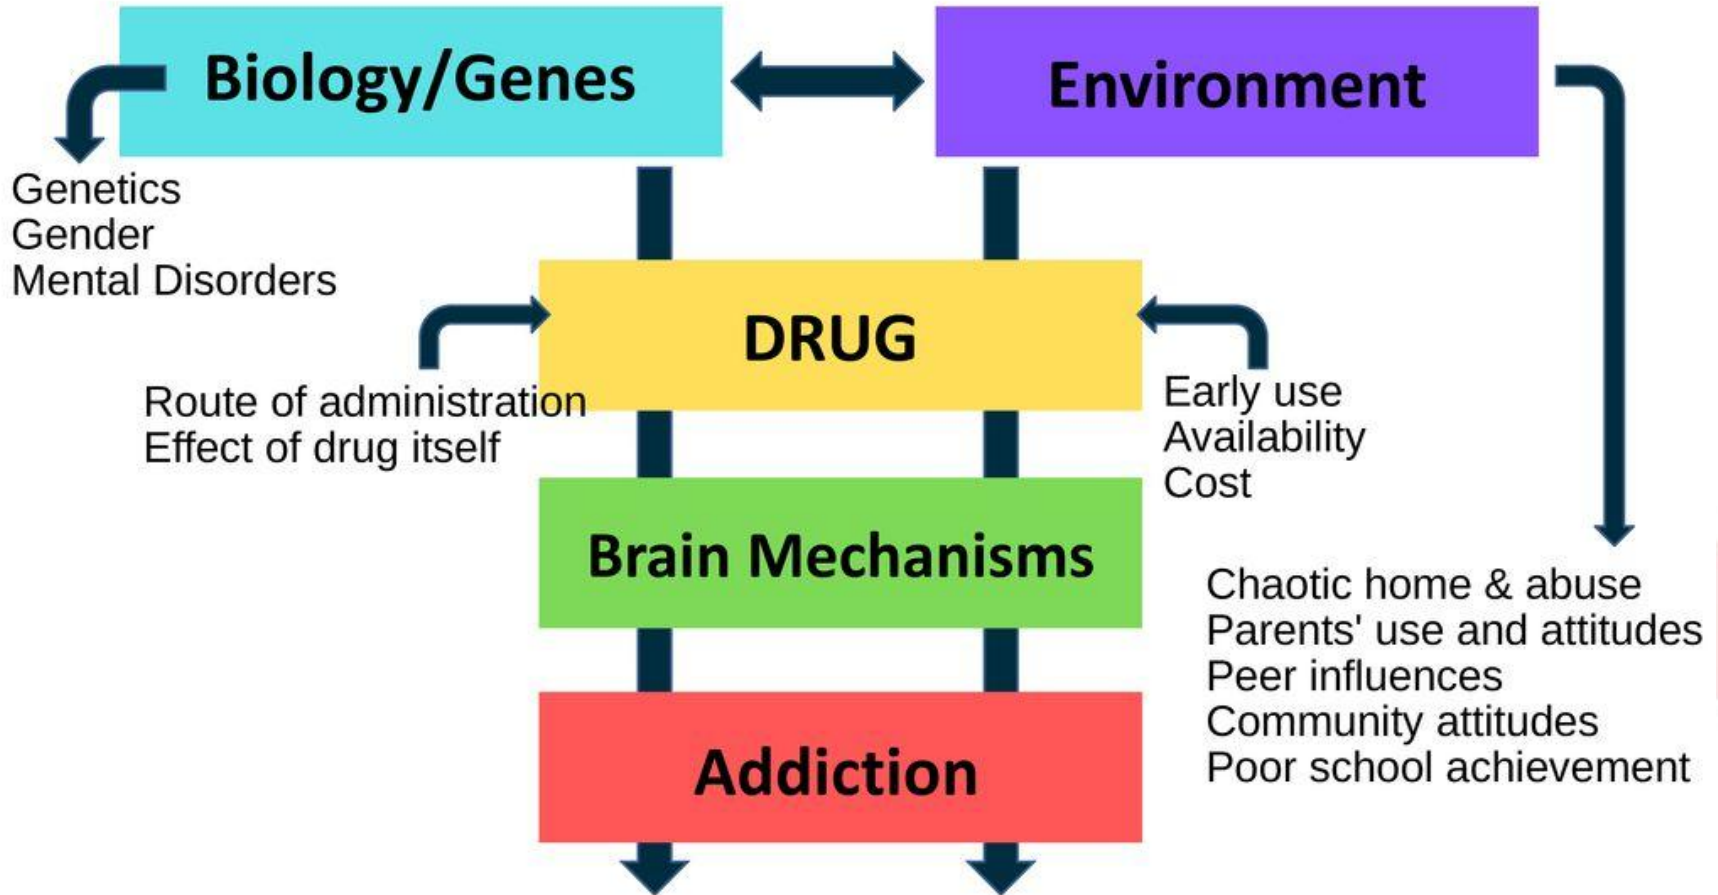 Biology/Genes
Environment
Genetics
Gender
Mental Disorders
DRUG
Route of administration
Effect of drug itself
Early use
Availability
Cost
Brain Mechanisms
Chaotic home & abuse
Parents' use and attitudes
Peer influences
Community attitudes
Poor school achievement
Addiction